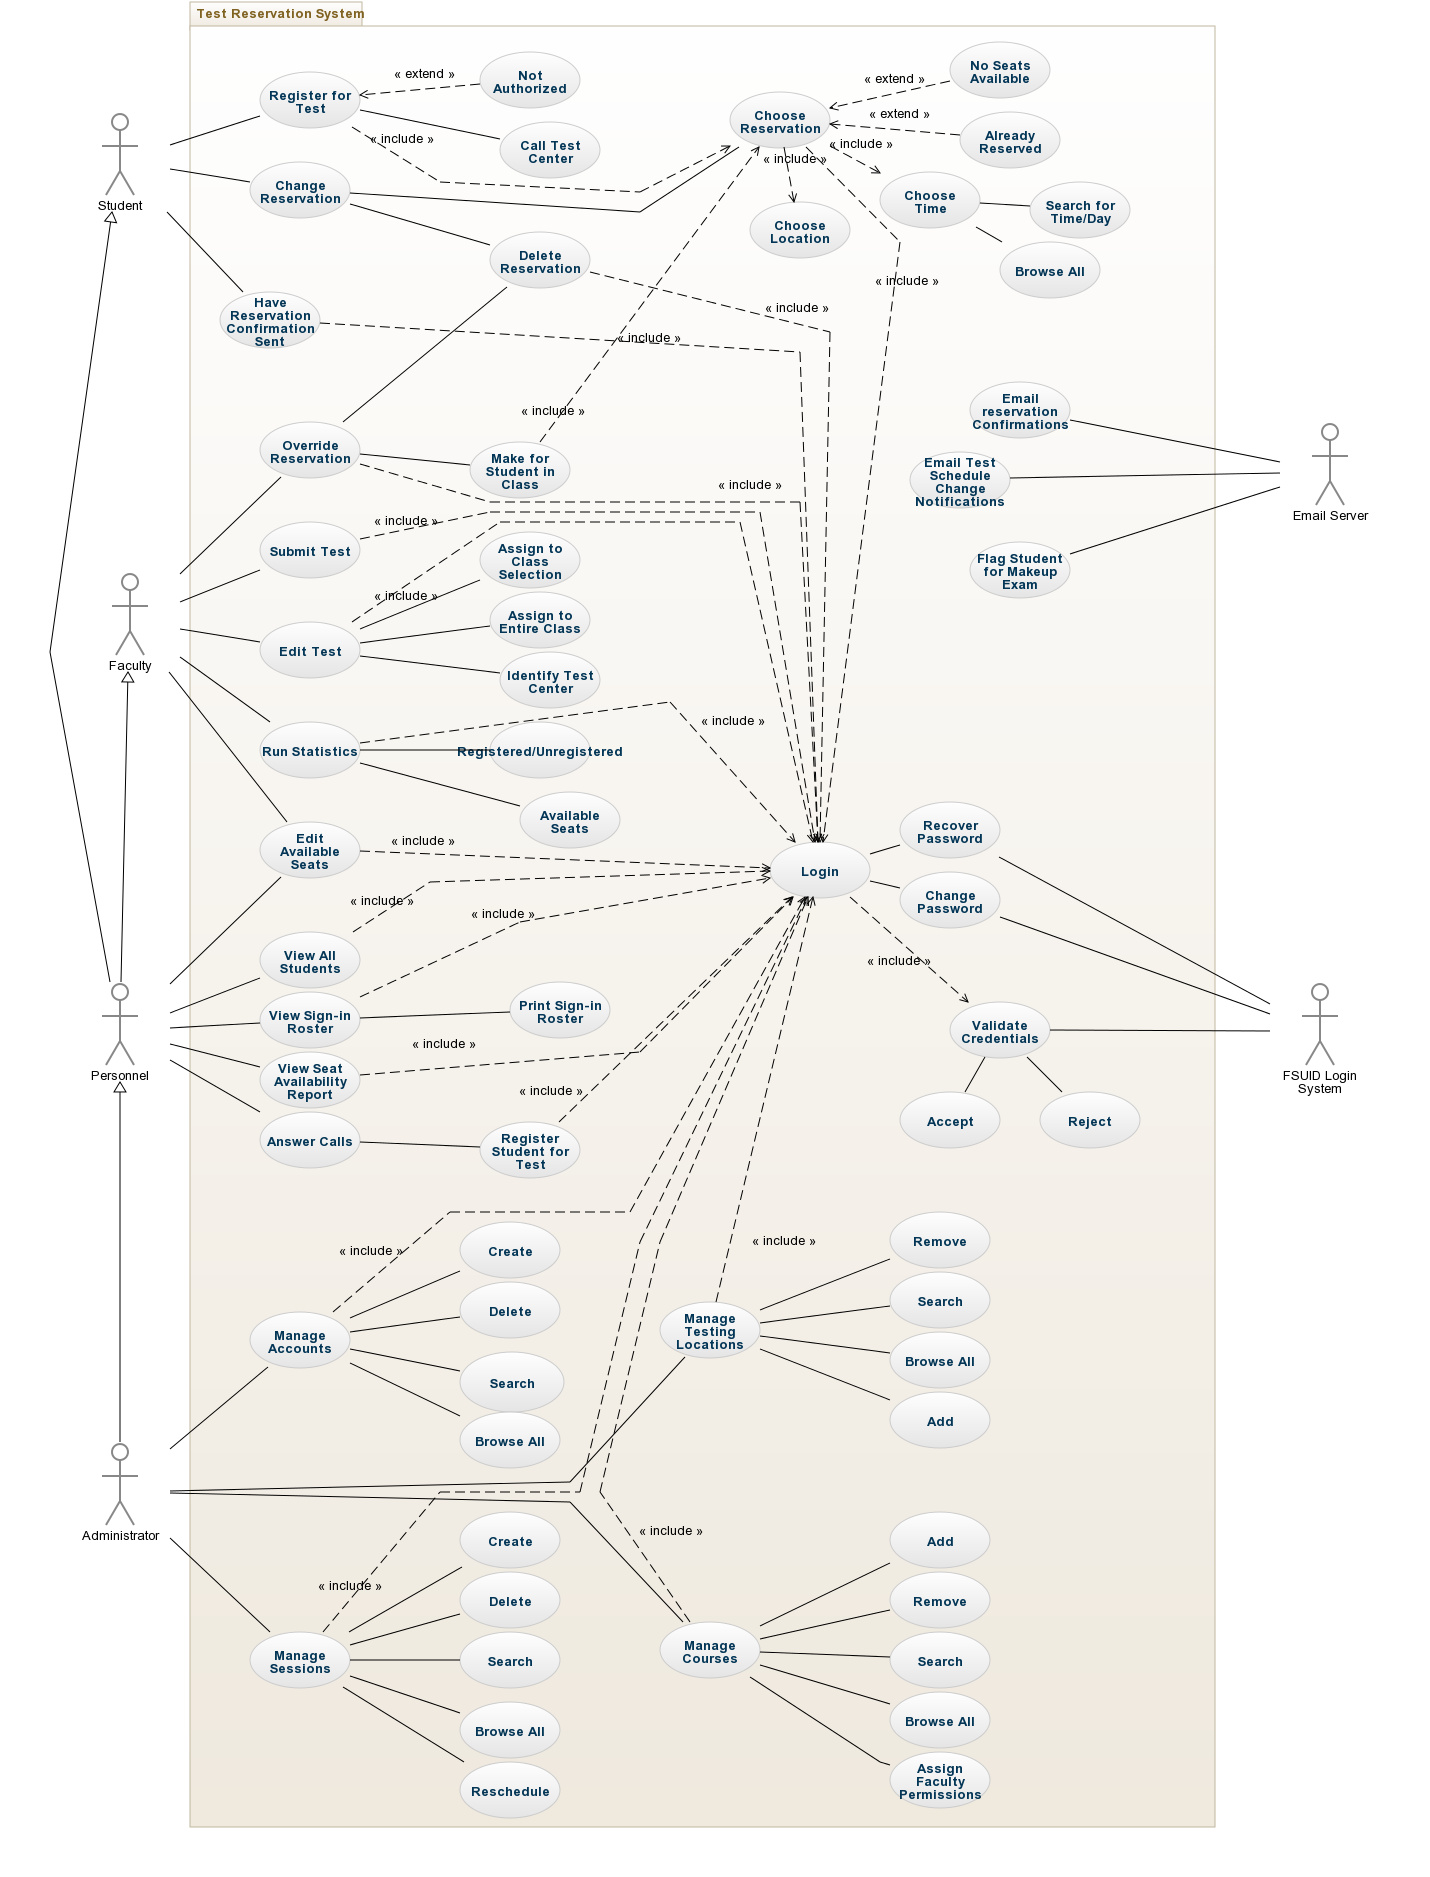 Test Reservation System
« extend »
Not
Authorized
No Seats
Available
« extend »
Register for
Test
Choose
Reservation
« extend »
Already
Reserved
« include »
Call Test
Center
« include »
« include »
Student
Change
Reservation
Choose
Time
Search for
Time/Day
Choose
Location
Delete
Reservation
Browse All
« include »
Have
Reservation
Confirmation
Sent
« include »
« include »
Email
reservation
Confirmations
« include »
Override
Reservation
Make for
Student in
Class
Email Test
Schedule
Change
Notifications
« include »
Email Server
« include »
Submit Test
Assign to
Class
Selection
Flag Student
for Makeup
Exam
« include »
Assign to
Entire Class
Faculty
Edit Test
Identify Test
Center
« include »
Run Statistics
Registered/Unregistered
Available
Seats
Edit
Available
Seats
« include »
Recover
Password
Login
Change
Password
« include »
« include »
View All
Students
« include »
View Sign-in
Roster
Print Sign-in
Roster
Validate
Credentials
« include »
Personnel
View Seat
Availability
Report
FSUID Login
System
« include »
Answer Calls
Register
Student for
Test
Accept
Reject
« include »
Create
« include »
Remove
Delete
Search
Manage
Accounts
Manage
Testing
Locations
Search
Browse All
Browse All
Add
Administrator
« include »
Create
Add
« include »
Delete
Remove
Manage
Sessions
Search
Manage
Courses
Search
Browse All
Browse All
Reschedule
Assign
Faculty
Permissions